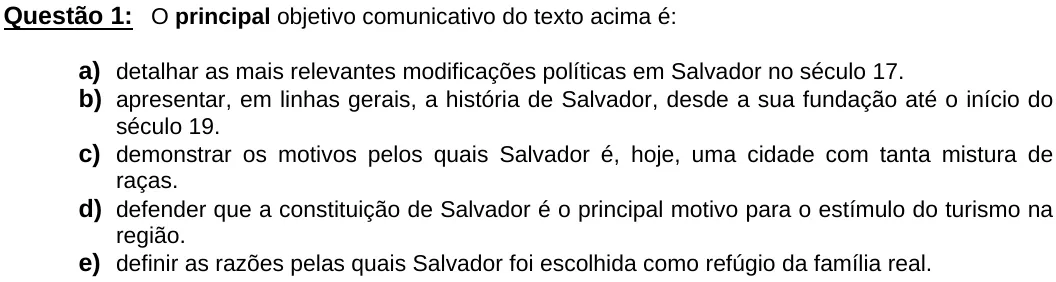 Questão 1: O principal objetivo comunicativo do texto acima é:
a) detalhar as mais relevantes modificações políticas em Salvador no século 17.
b) apresentar, em linhas gerais, a história de Salvador, desde a sua fundação até o início do
século 19.
c) demonstrar os motivos pelos quais Salvador é, hoje, uma cidade com tanta mistura de
raças.
d) defender que a constituição de Salvador é o principal motivo para o estímulo do turismo na
região.
e) definir as razões pelas quais Salvador foi escolhida como refúgio da família real.